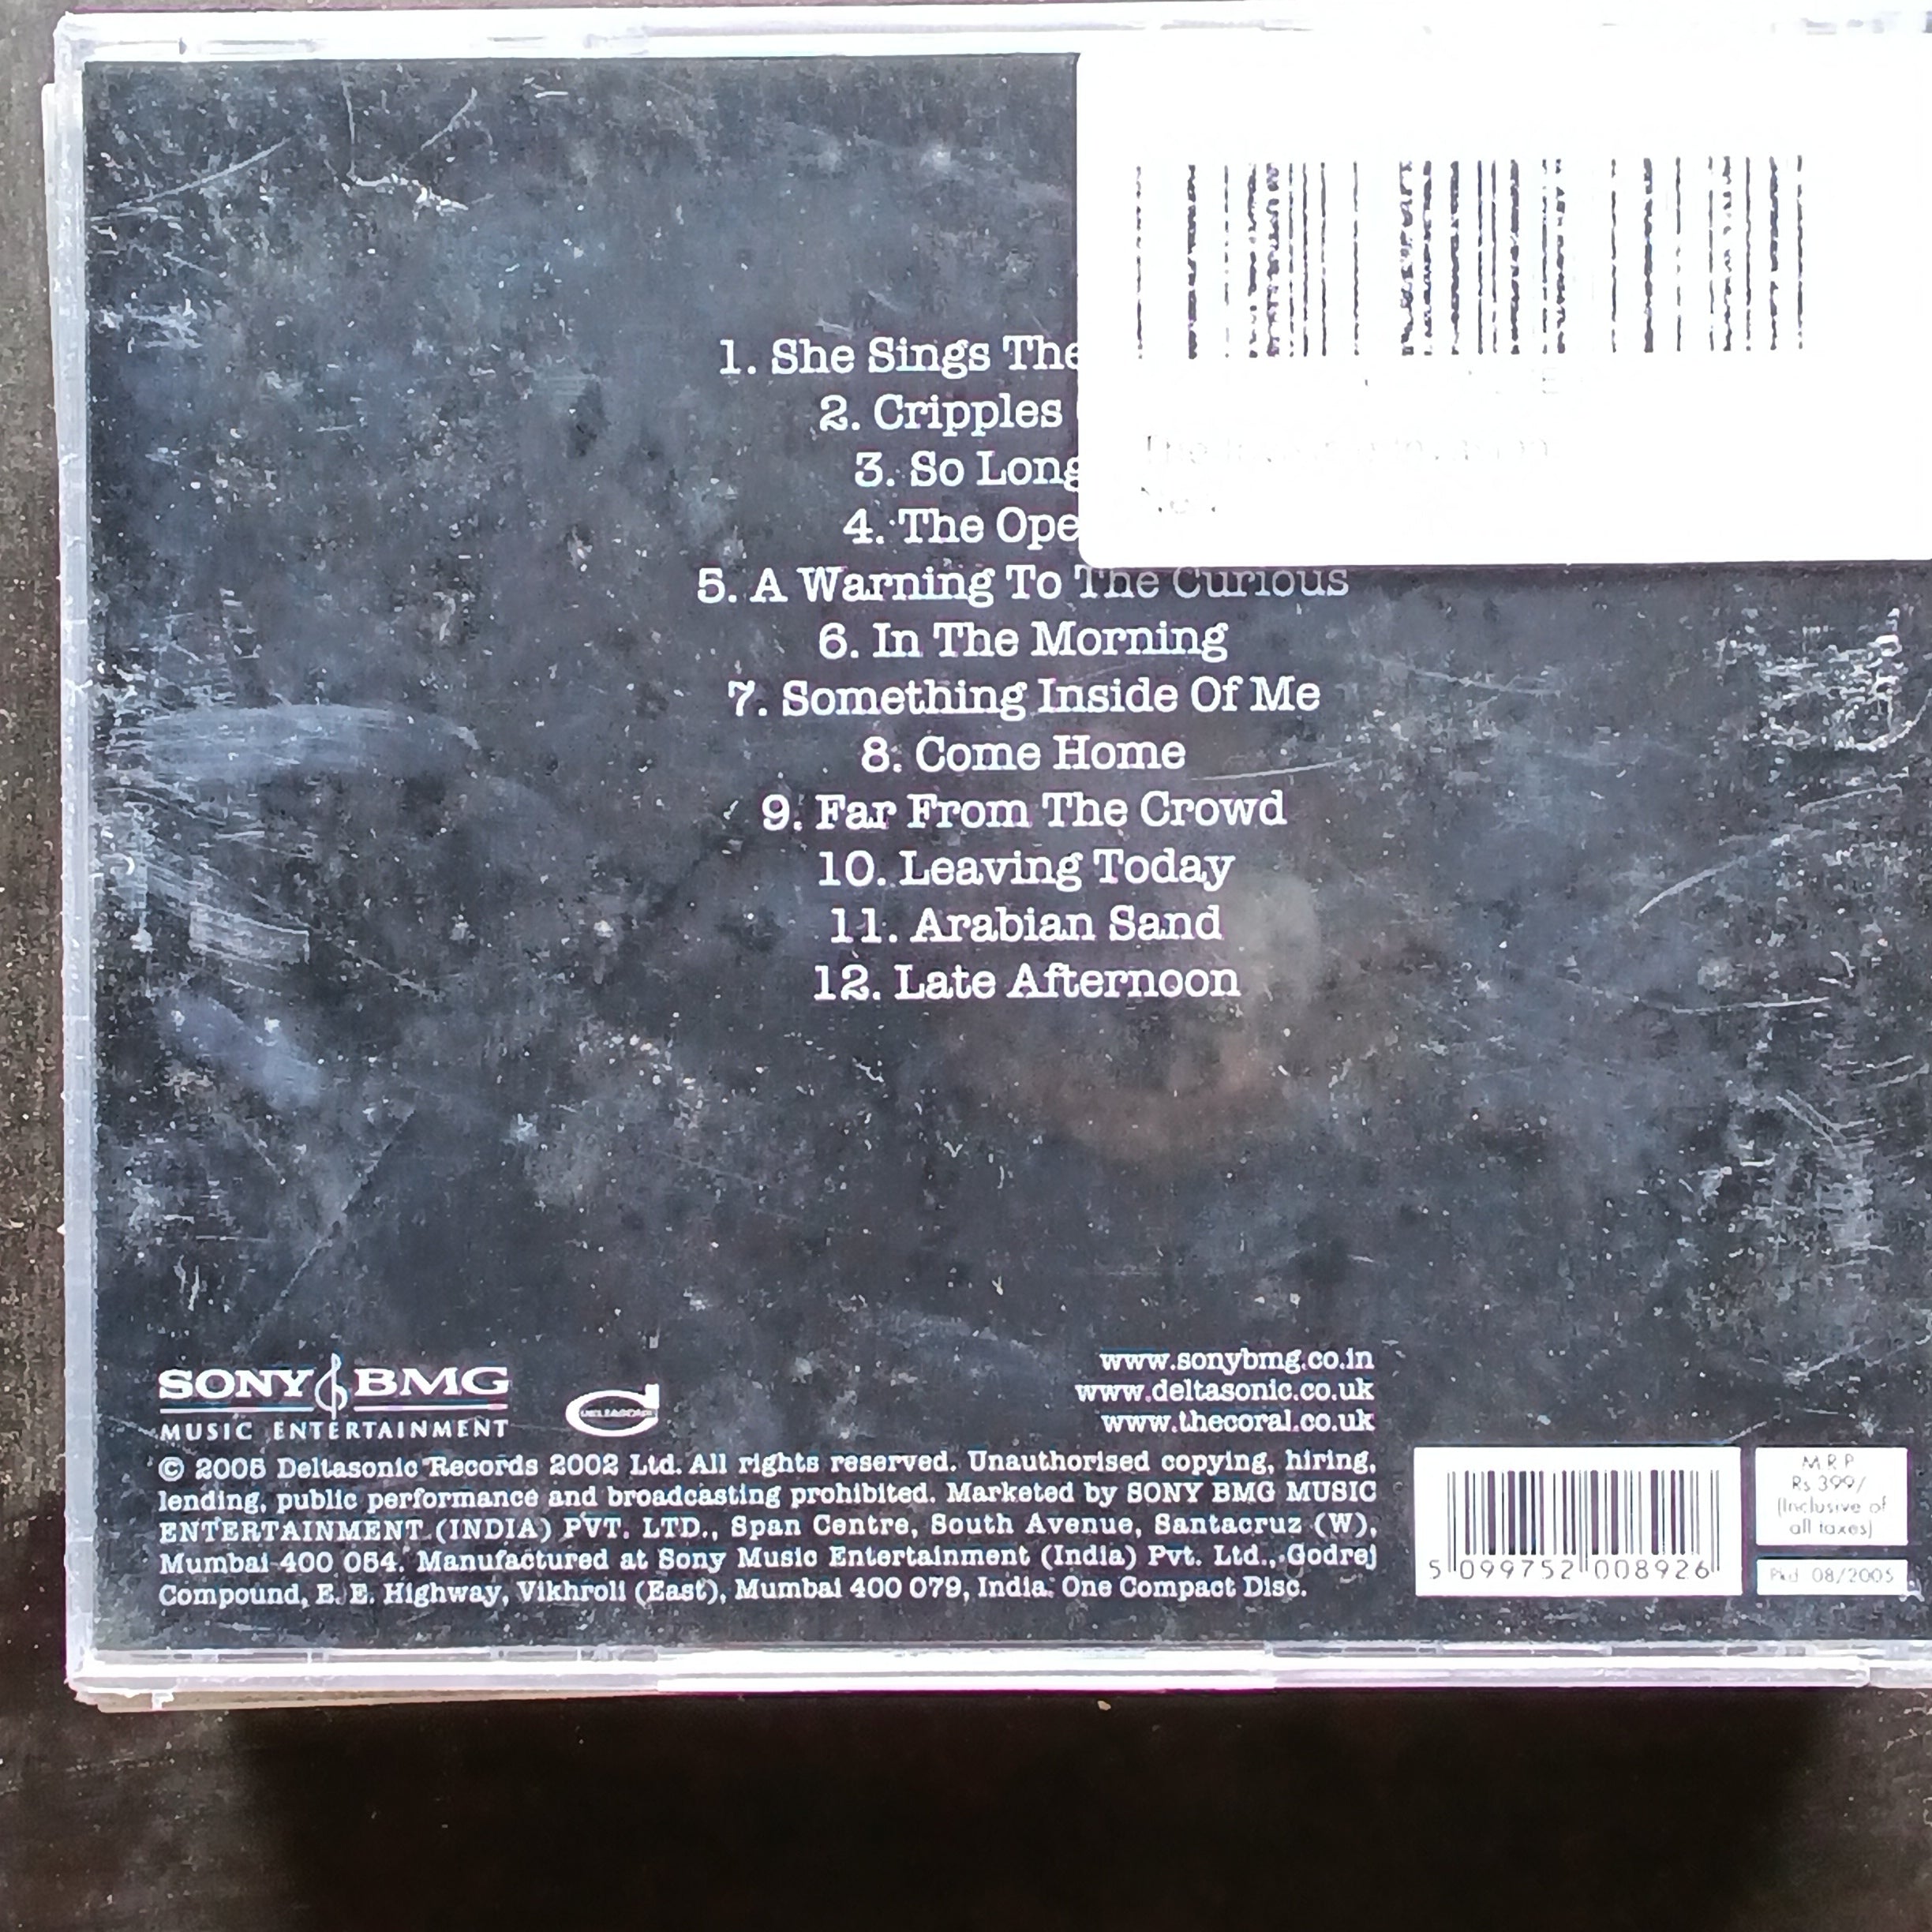 1. She Sings The
2. Cripples
3. So Long
4. The Ope
5. A Warning To The Curious
6. In The Morning
7. Something Inside Of Me
8. Come Home
9. Far From The Crowd
10. Leaving Today
11. Arabian Sand
12. Late Afternoon
SONY BMG
MUSIC ENTERTAINMENT
DELTASONIC
www.sonybmg.co.in
www.deltasonic.co.uk
www.thecoral.co.uk
© 2005 Deltasonic Records 2002 Ltd. All rights reserved. Unauthorised copying, hiring,
lending, public performance and broadcasting prohibited. Marketed by SONY BMG MUSIC
ENTERTAINMENT (INDIA) PVT. LTD., Span Centre, South Avenue, Santacruz (W),
Mumbai 400 054. Manufactured at Sony Music Entertainment (India) Pvt. Ltd., Godrej
Compound, E. E. Highway, Vikhroli (East), Mumbai 400 079, India. One Compact Disc.
5 099752 008926
M R P
Rs 399/
(Inclusive of
all taxes)
Pkd 08/2005